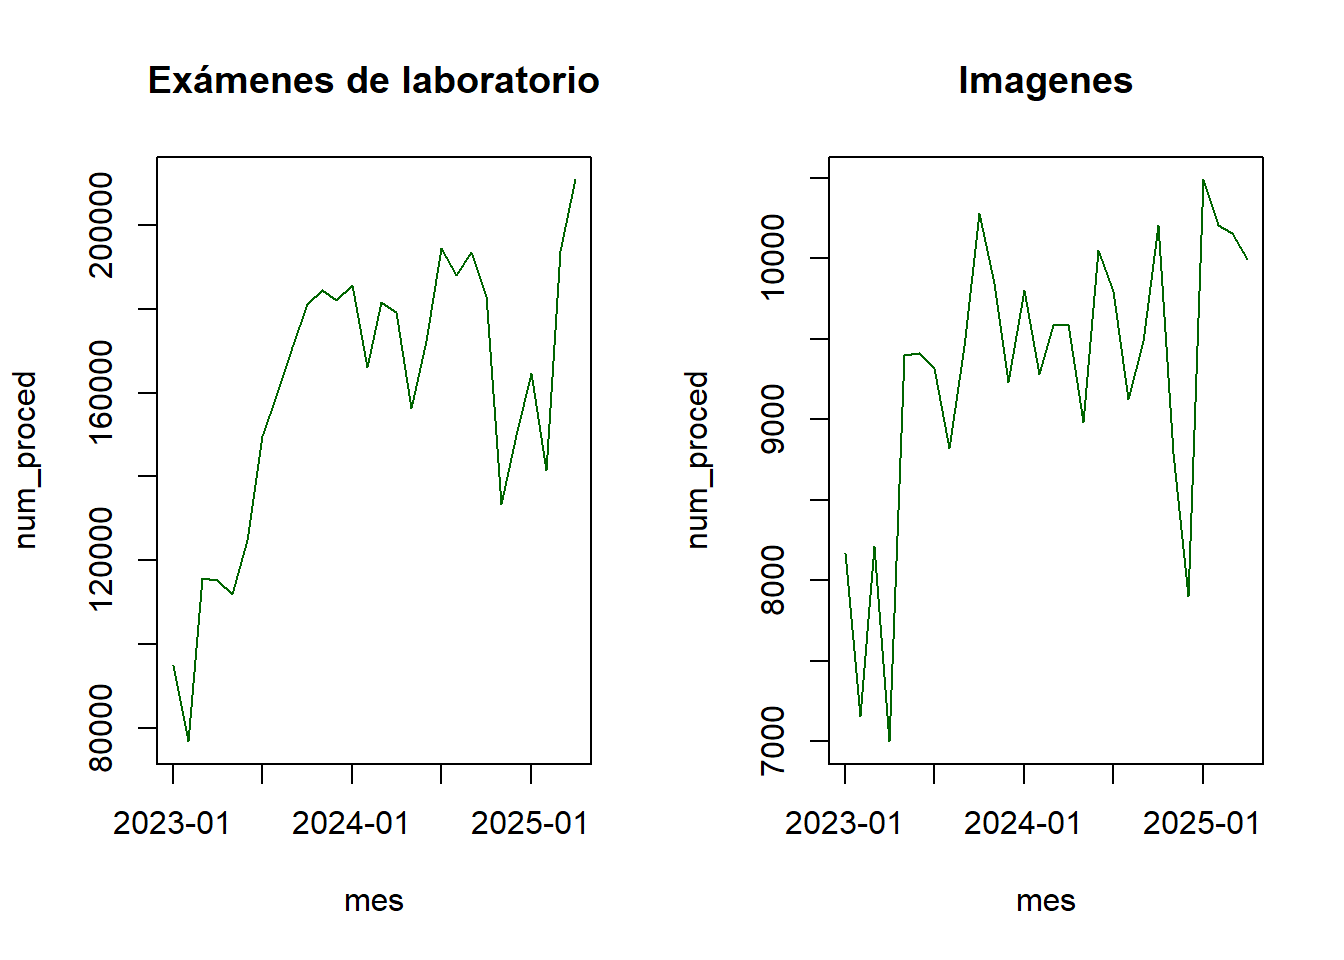 Exámenes de laboratorio
num_proced
200000
160000
120000
80000
2023-01
2024-01
2025-01
mes
Imagenes
num_proced
10000
9000
8000
7000
2023-01
2024-01
2025-01
mes